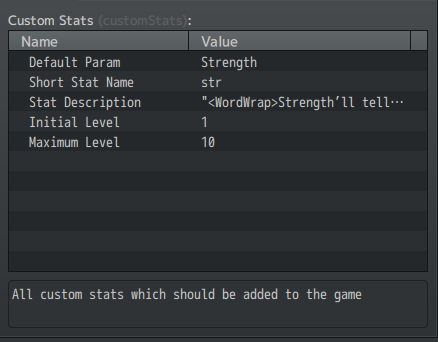 Custom Stats (customStats):
Name Value
Default Param Strength
Short Stat Name str
Stat Description "<WordWrap>Strength’ll tell…
Initial Level 1
Maximum Level 10
All custom stats which should be added to the game